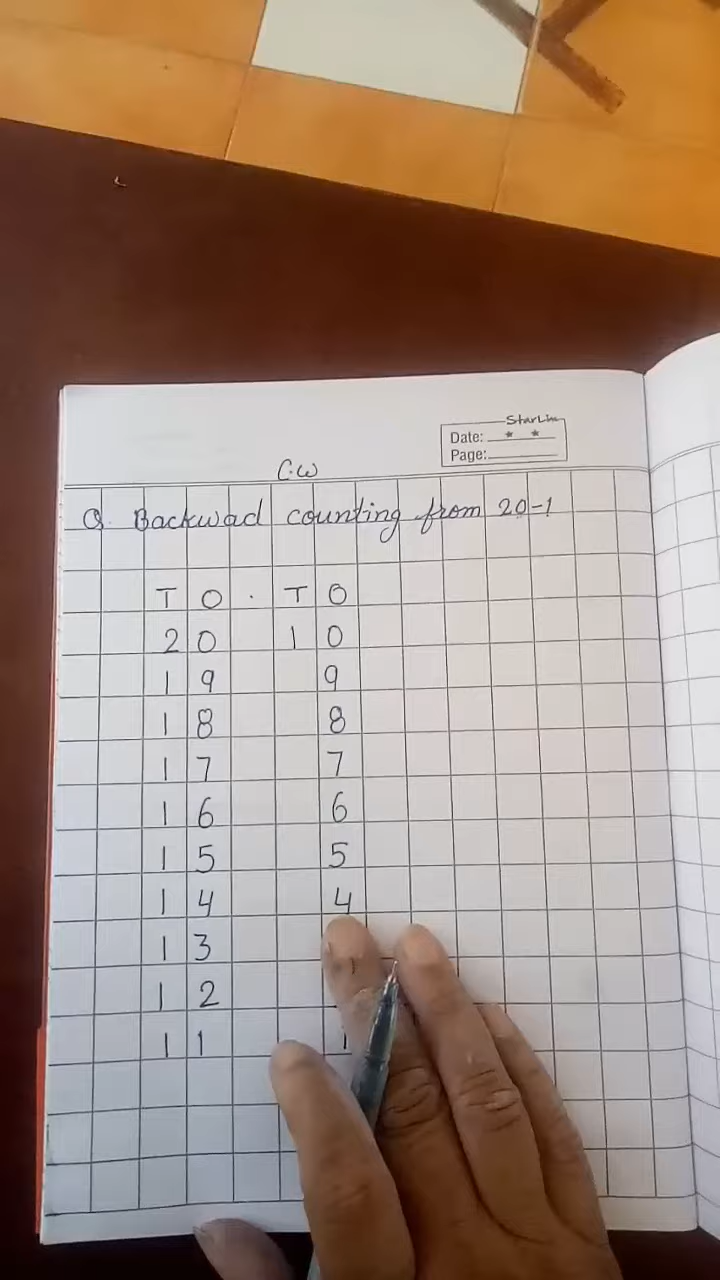 StarLine
Date: * *
Page:
C.W
Q. Backwad counting from 20-1
T O . T O
2 0 1 0
1 9 9
1 8 8
1 7 7
1 6 6
1 5 5
1 4 4
1 3
1 2
1 1 1